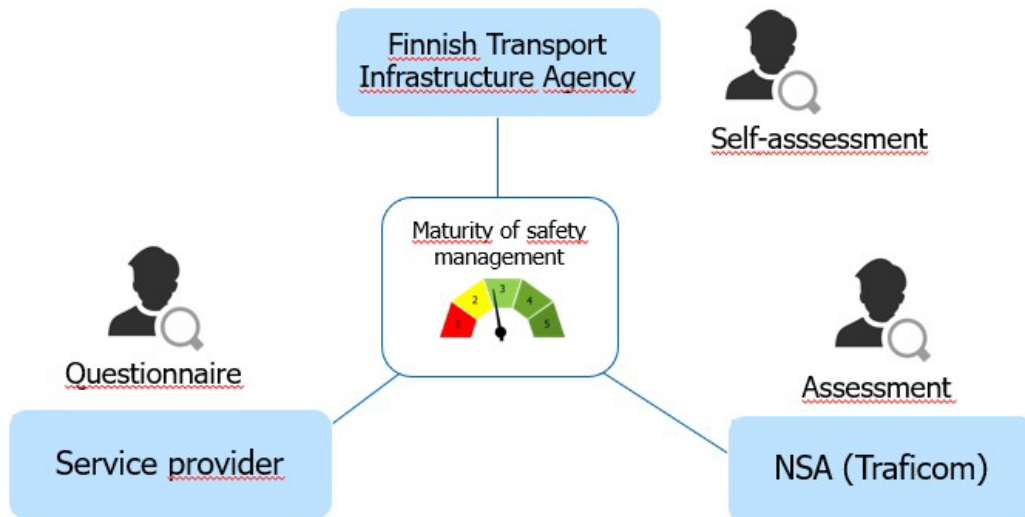 Finnish Transport
Infrastructure Agency
Self-asssessment
Maturity of safety
management
1
2
3
4
5
Questionnaire
Assessment
Service provider
NSA (Traficom)